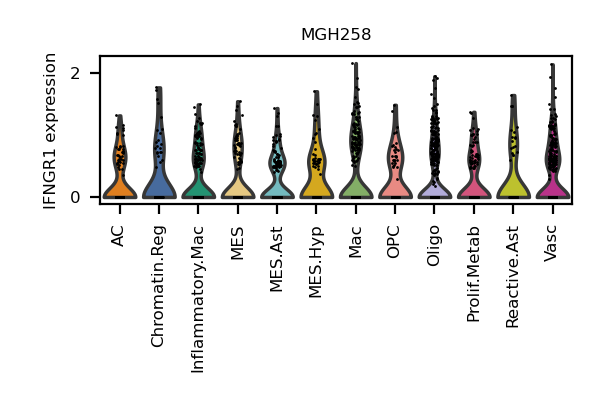 MGH258
IFNGR1 expression
2
0
AC
Chromatin.Reg
Inflammatory.Mac
MES
MES.Ast
MES.Hyp
Mac
OPC
Oligo
Prolif.Metab
Reactive.Ast
Vasc